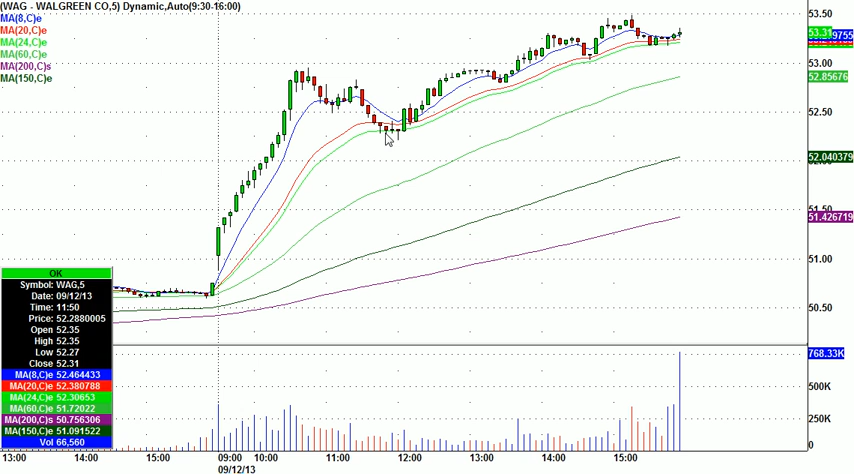 (WAG - WALGREEN CO,5) Dynamic,Auto(9:30-16:00)
MA(8,C)e
MA(20,C)e
MA(24,C)e
MA(60,C)e
MA(200,C)s
MA(150,C)e
53.50
53.31
9755
53.00
52.85676
52.50
52.040379
51.50
51.426719
51.00
50.50
OK
Symbol: WAG,5
Date: 09/12/13
Time: 11:50
Price: 52.2880005
Open 52.35
High 52.35
Low 52.27
Close 52.31
MA(8,C)e 52.464433
MA(20,C)e 52.380788
MA(24,C)e 52.30653
MA(60,C)e 51.72022
MA(200,C)s 50.756306
MA(150,C)e 51.091522
Vol 66,560
768.33K
500K
250K
0
13:00 14:00 15:00 09:00 10:00 11:00 12:00 13:00 14:00 15:00
09/12/13